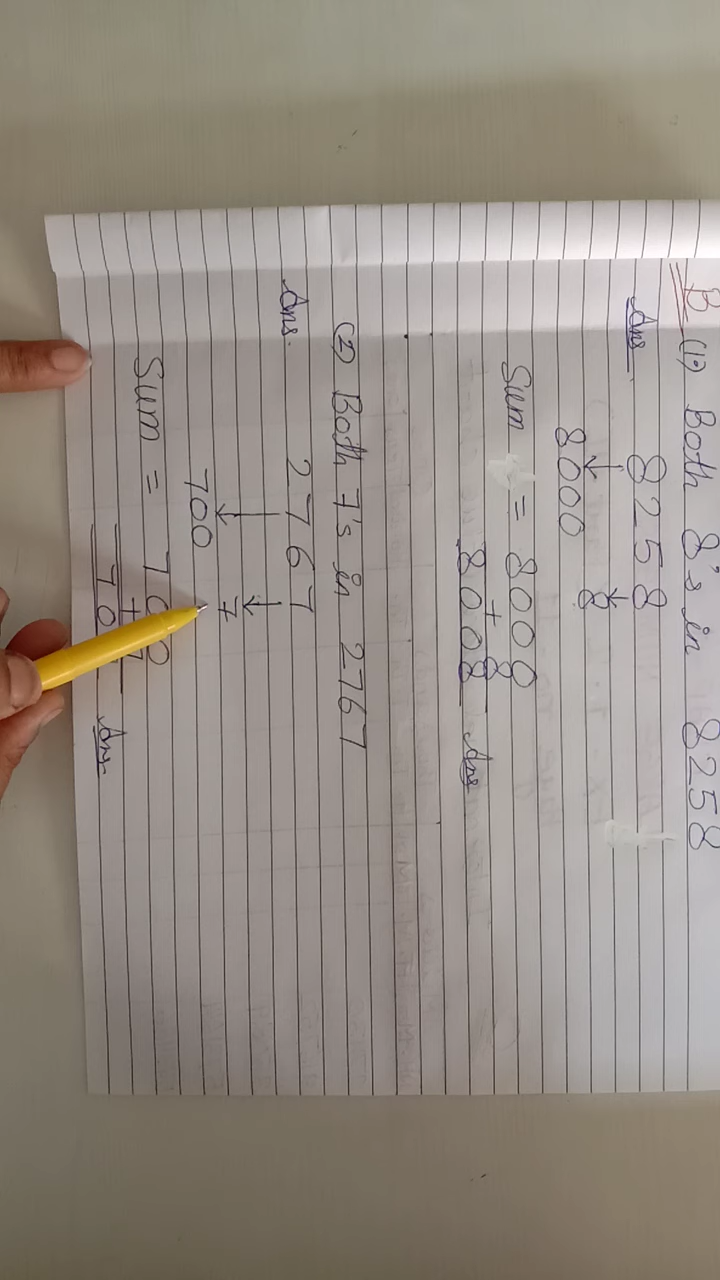 B (1) Both 8's in 8258
Ans 8258
8000 8
Sum = 8000
+ 8
8008 Ans
(2) Both 7's in 2767
Ans. 2767
700 7
Sum = 700
+ 7
70 Ans.